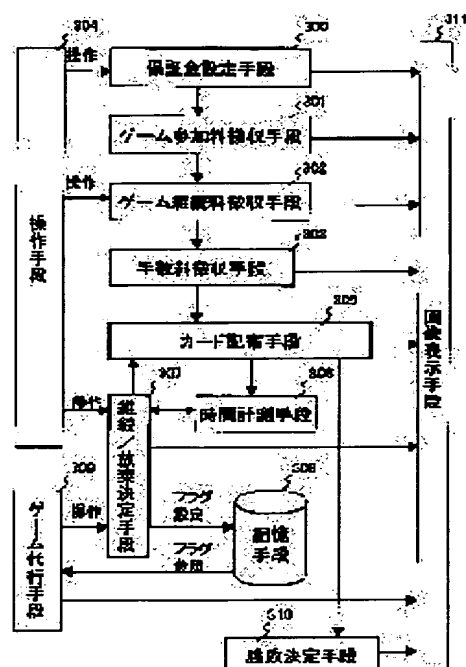 304
300
311
操作
保証金設定手段
301
ゲーム参加料徴収手段
302
操作
ゲーム継続料徴収手段
303
手数料徴収手段
操作手段
305
カード配布手段
画像表示手段
307
306
操作
時間計測手段
継続／放棄決定手段
309
308
フラグ設定
操作
記憶手段
ゲーム代行手段
フラグ
310
勝敗決定手段